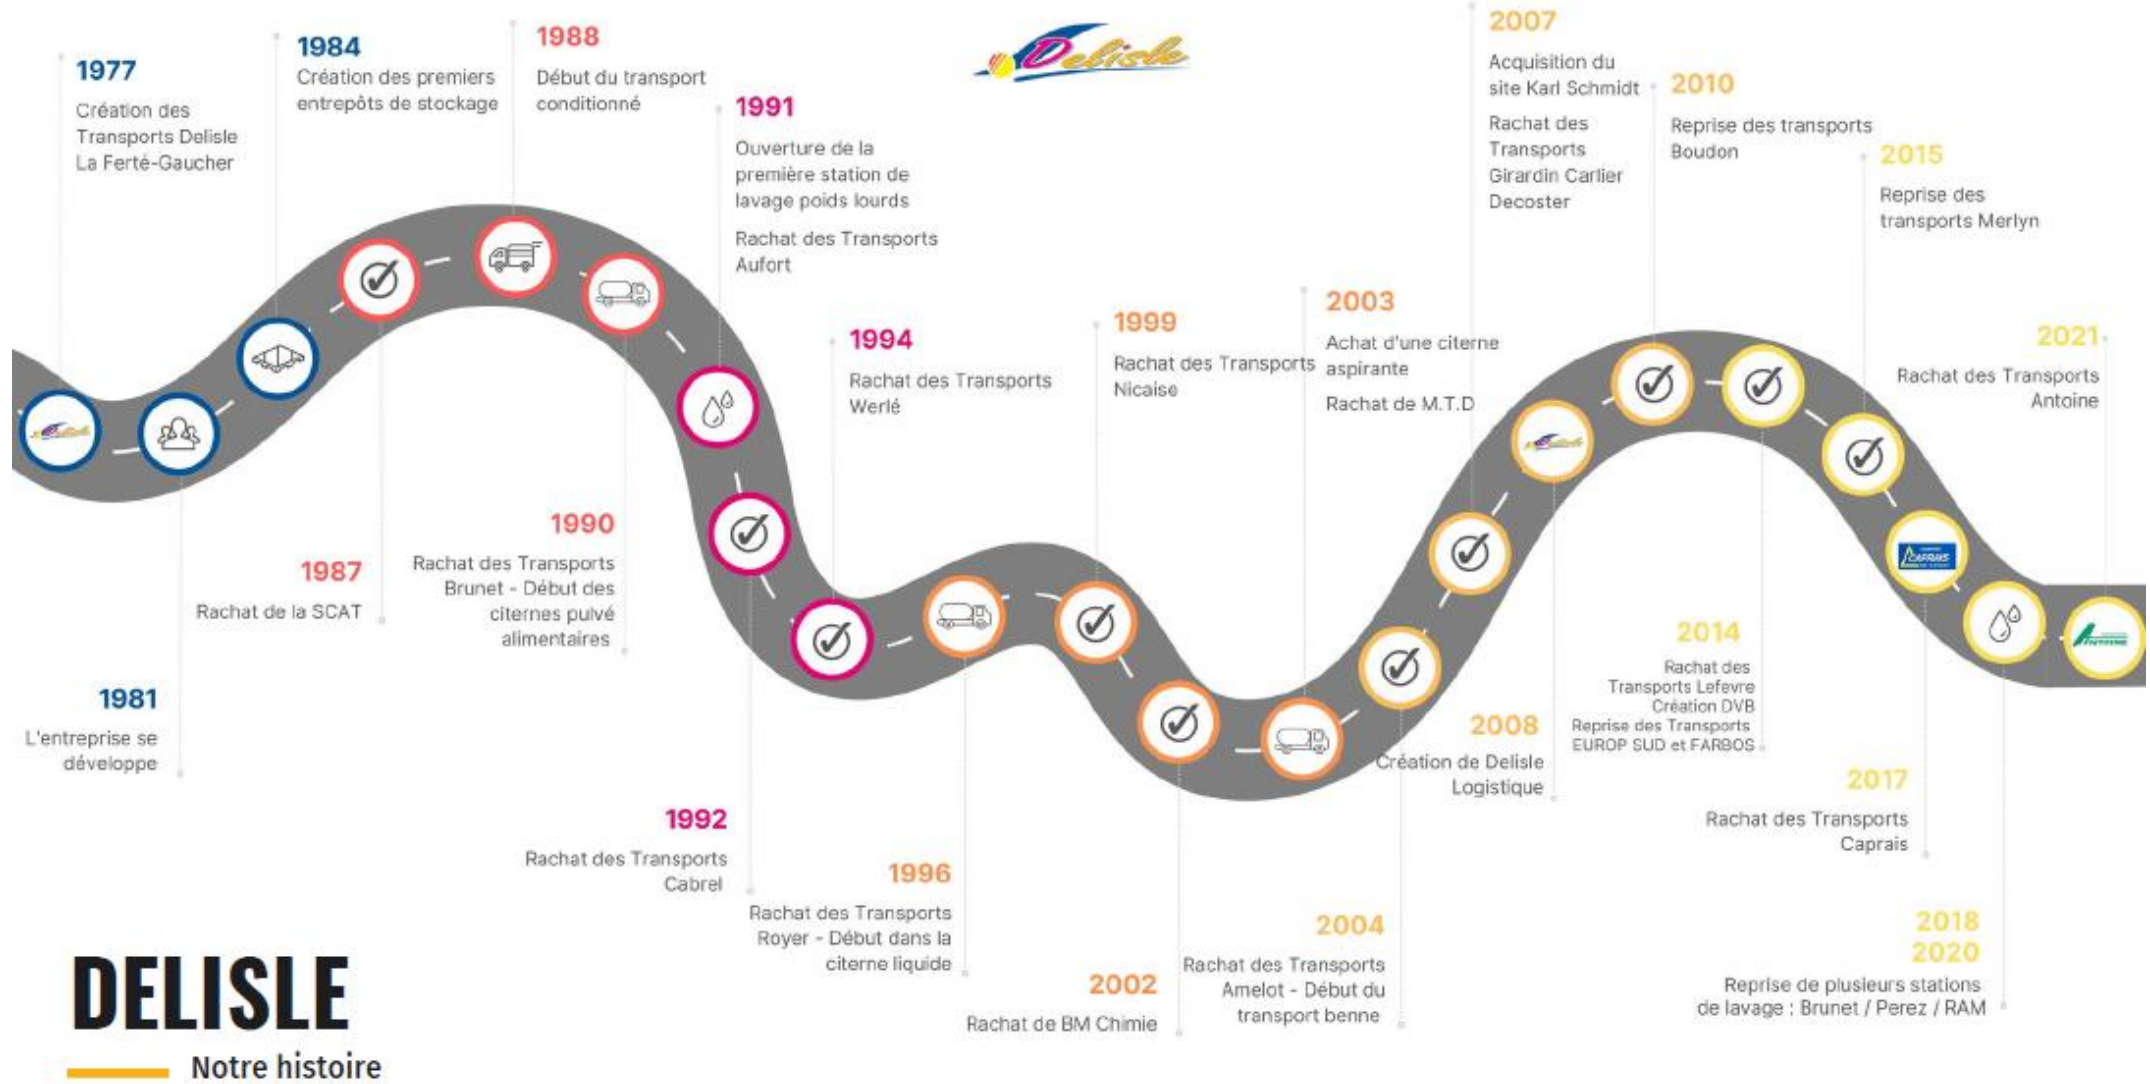 Delisle
1977
Création des
Transports Delisle
La Ferté-Gaucher
1981
L'entreprise se
développe
1984
Création des premiers
entrepôts de stockage
1987
Rachat de la SCAT
1988
Début du transport
conditionné
1990
Rachat des Transports
Brunet - Début des
citernes pulvé
alimentaires
1991
Ouverture de la
première station de
lavage poids lourds
Rachat des Transports
Aufort
1992
Rachat des Transports
Cabrel
1994
Rachat des Transports
Werlé
1996
Rachat des Transports
Royer - Début dans la
citerne liquide
1999
Rachat des Transports
Nicaise
2002
Rachat de BM Chimie
2003
Achat d'une citerne
aspirante
Rachat de M.T.D
2004
Rachat des Transports
Amelot - Début du
transport benne
2007
Acquisition du
site Karl Schmidt
Rachat des
Transports
Girardin Carlier
Decoster
2008
Création de Delisle
Logistique
2010
Reprise des transports
Boudon
2014
Rachat des
Transports Lefevre
Création DVB
Reprise des Transports
EUROP SUD et FARBOS
2015
Reprise des
transports Merlyn
2017
Rachat des Transports
Caprais
2018
2020
Reprise de plusieurs stations
de lavage : Brunet / Perez / RAM
2021
Rachat des Transports
Antoine
Delisle
Delisle
CAPRAIS
ANTOINE
DELISLE
Notre histoire